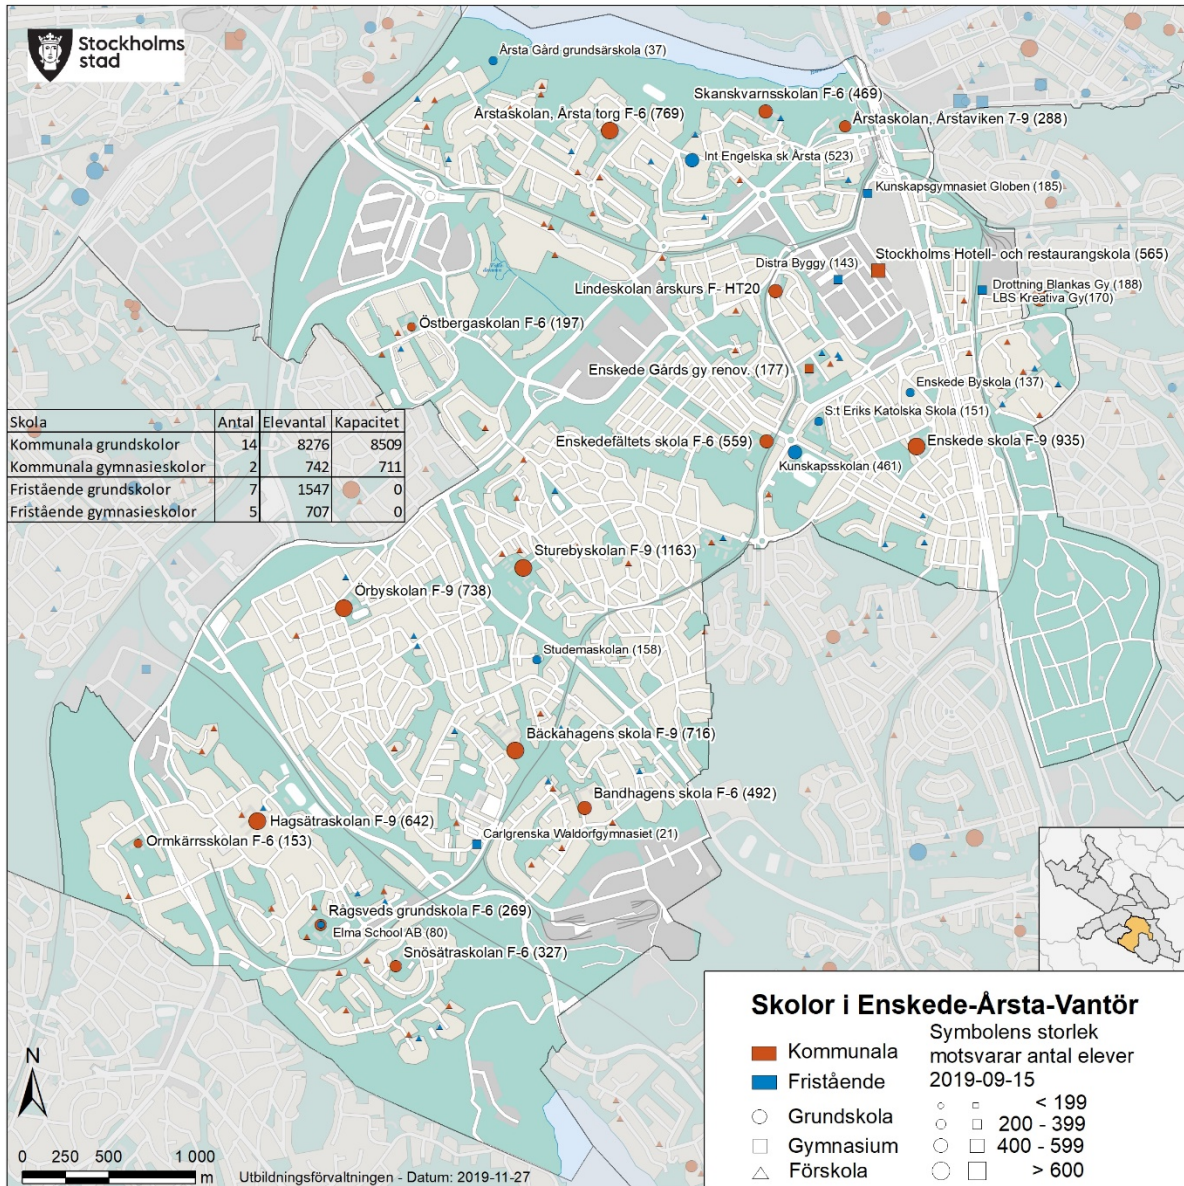 Stockholms
stad
Årsta Gård grundsärskola (37)
Skanskvarnsskolan F-6 (469)
Årstaskolan, Årsta torg F-6 (769)
Årstaskolan, Årstaviken 7-9 (288)
Int Engelska sk Årsta (523)
Kunskapsgymnasiet Globen (185)
Stockholms Hotell- och restaurangskola (565)
Distra Byggy (143)
Drottning Blankas Gy (188)
LBS Kreativa Gy(170)
Lindeskolan årskurs F- HT20
Östbergaskolan F-6 (197)
Enskede Gårds gy renov. (177)
Enskede Byskola (137)
S:t Eriks Katolska Skola (151)
Enskedefältets skola F-6 (559)
Enskede skola F-9 (935)
Kunskapsskolan (461)
Skola Antal Elevantal Kapacitet
Kommunala grundskolor 14 8276 8509
Kommunala gymnasieskolor 2 742 711
Fristående grundskolor 7 1547 0
Fristående gymnasieskolor 5 707 0
Sturebyskolan F-9 (1163)
Örbyskolan F-9 (738)
Studemaskolan (158)
Bäckahagens skola F-9 (716)
Bandhagens skola F-6 (492)
Hagsätraskolan F-9 (642)
Carlgrenska Waldorfgymnasiet (21)
Ormkärrsskolan F-6 (153)
Rågsveds grundskola F-6 (269)
Elma School AB (80)
Snösätraskolan F-6 (327)
Skolor i Enskede-Årsta-Vantör
Kommunala
Fristående
Grundskola
Gymnasium
Förskola
Symbolens storlek
motsvarar antal elever
2019-09-15
< 199
200 - 399
400 - 599
> 600
N
0 250 500 1 000
m
Utbildningsförvaltningen - Datum: 2019-11-27